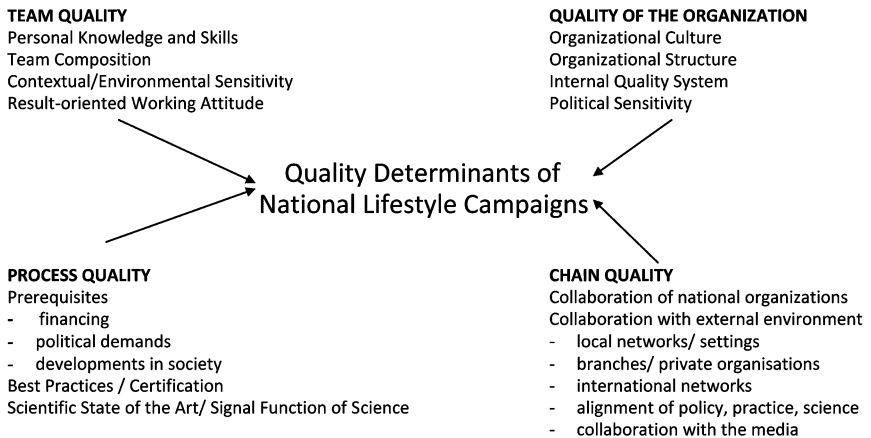 TEAM QUALITY
Personal Knowledge and Skills
Team Composition
Contextual/Environmental Sensitivity
Result-oriented Working Attitude
QUALITY OF THE ORGANIZATION
Organizational Culture
Organizational Structure
Internal Quality System
Political Sensitivity
Quality Determinants of
National Lifestyle Campaigns
PROCESS QUALITY
Prerequisites
- financing
- political demands
- developments in society
Best Practices / Certification
Scientific State of the Art/ Signal Function of Science
CHAIN QUALITY
Collaboration of national organizations
Collaboration with external environment
- local networks/ settings
- branches/ private organisations
- international networks
- alignment of policy, practice, science
- collaboration with the media